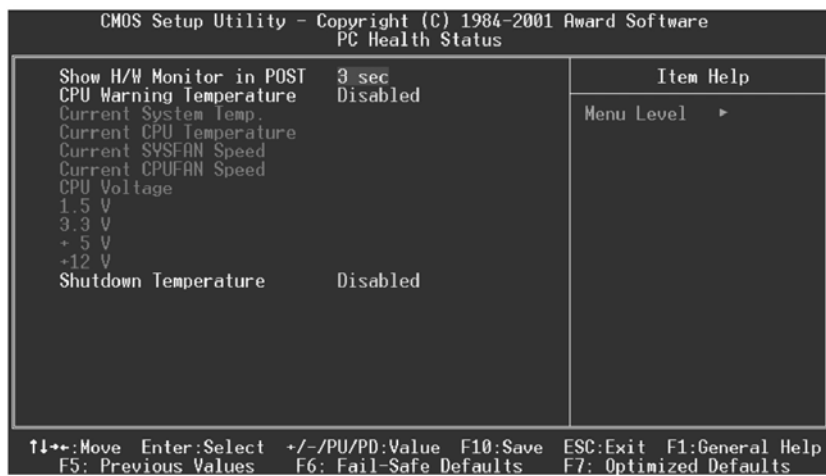 CMOS Setup Utility – Copyright (C) 1984-2001 Award Software
PC Health Status
Show H/W Monitor in POST 3 sec
CPU Warning Temperature Disabled
Current System Temp.
Current CPU Temperature
Current SYSFAN Speed
Current CPUFAN Speed
CPU Voltage
1.5 V
3.3 V
+ 5 V
+12 V
Shutdown Temperature Disabled
Item Help
Menu Level ►
↑↓→←:Move Enter:Select +/-/PU/PD:Value F10:Save ESC:Exit F1:General Help
F5: Previous Values F6: Fail-Safe Defaults F7: Optimized Defaults